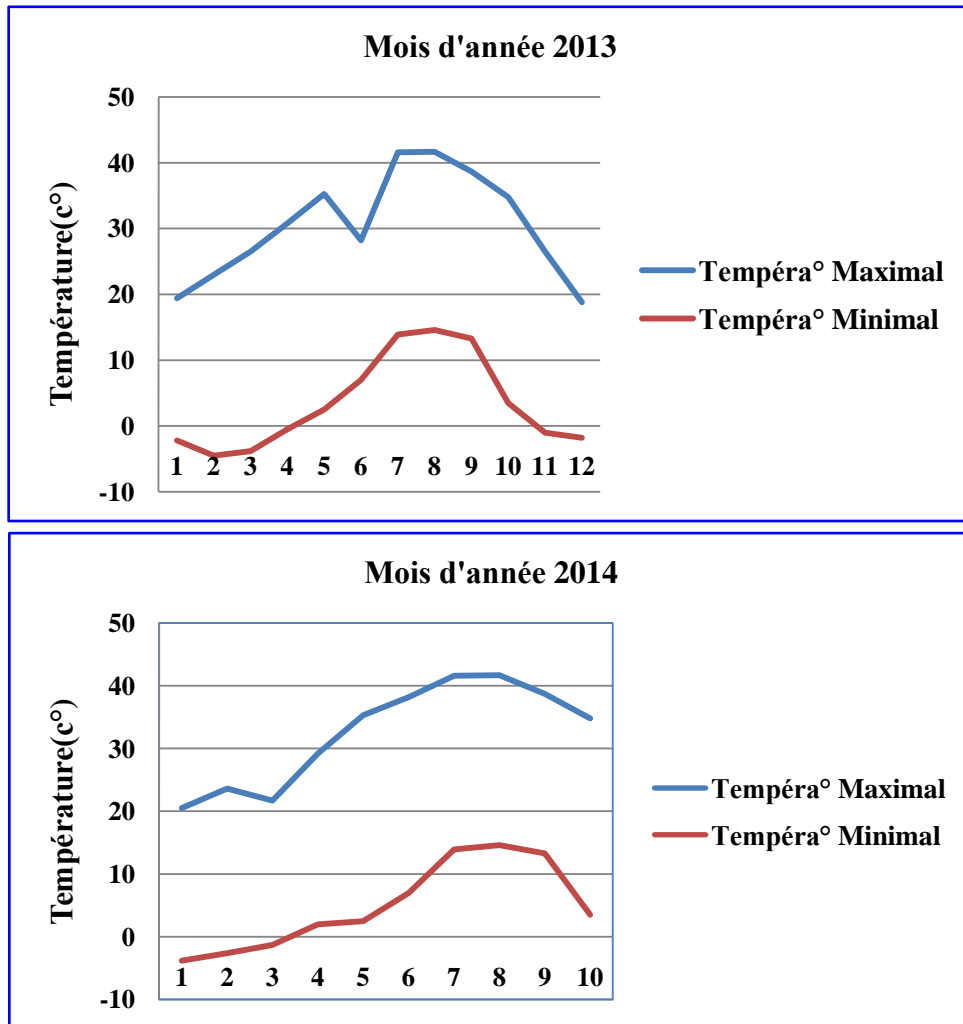 Mois d'année 2013
Température(c°)
50
40
30
20
10
0
-10
1 2 3 4 5 6 7 8 9 10 11 12
Tempéra° Maximal
Tempéra° Minimal
Mois d'année 2014
Température(c°)
50
40
30
20
10
0
-10
1 2 3 4 5 6 7 8 9 10
Tempéra° Maximal
Tempéra° Minimal